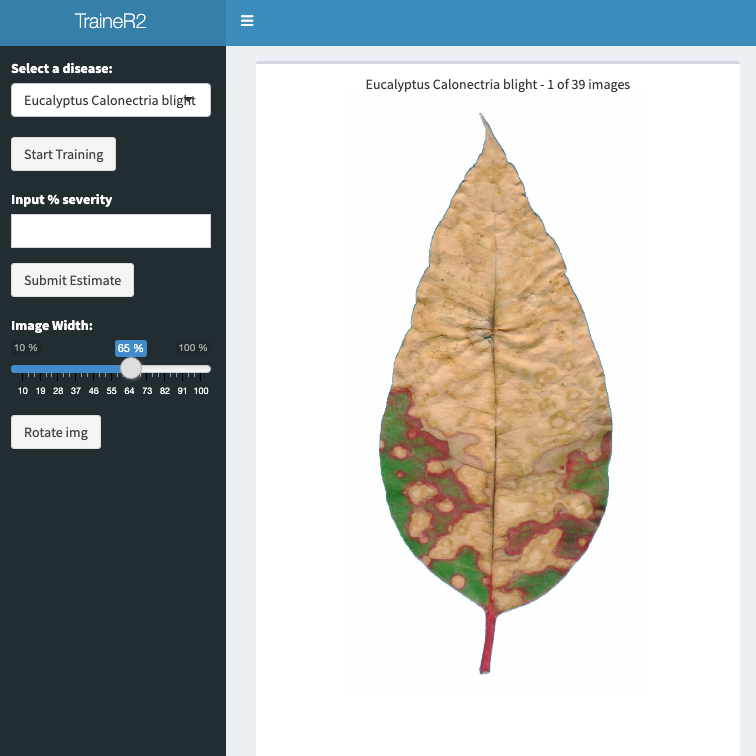 TraineR2
Select a disease:
Eucalyptus Calonectria blight
Start Training
Input % severity
Submit Estimate
Image Width:
10 % 65 % 100 %
10 19 28 37 46 55 64 73 82 91 100
Rotate img
Eucalyptus Calonectria blight - 1 of 39 images